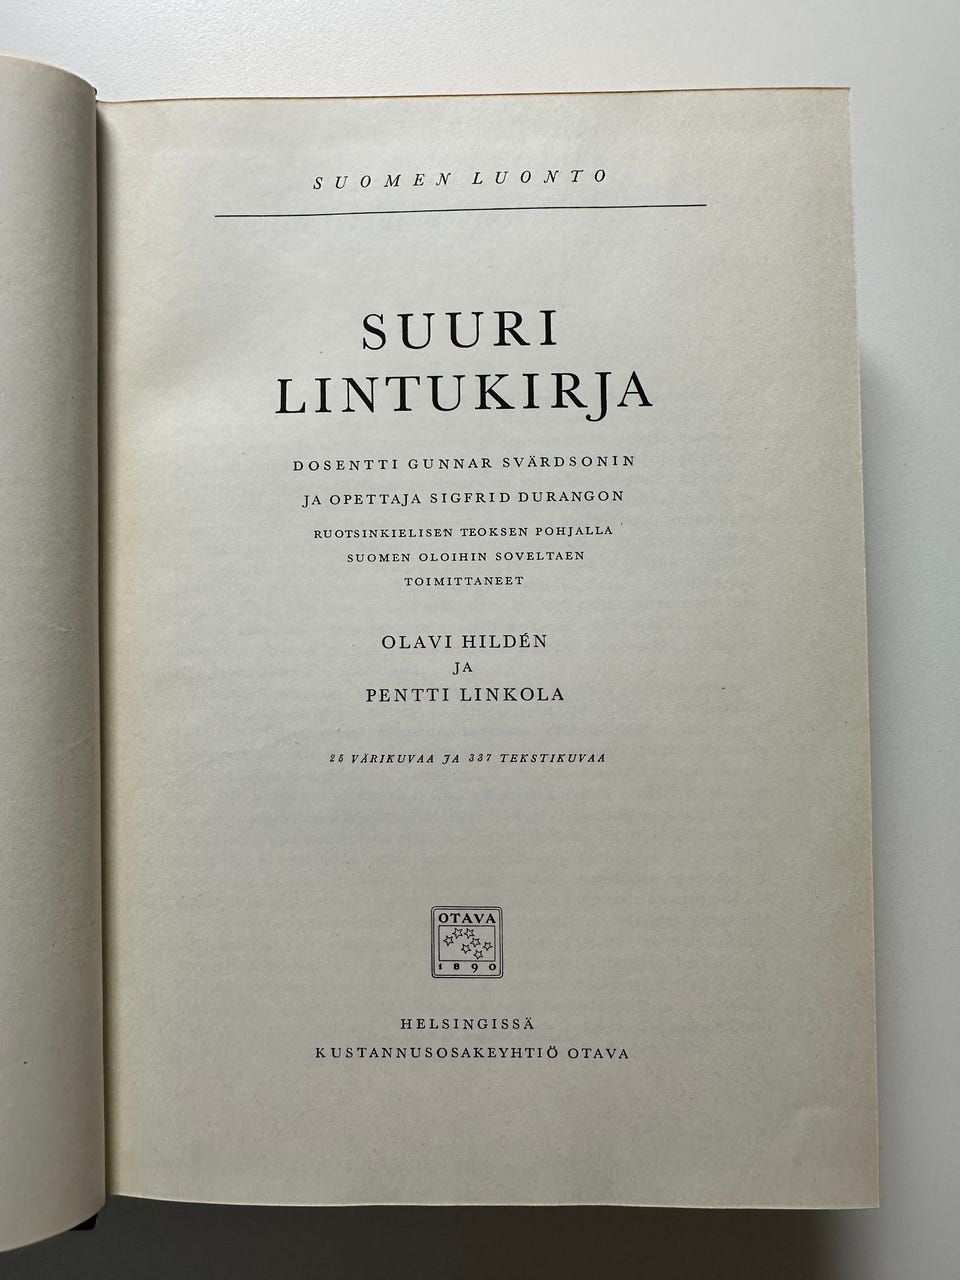 SUOMEN LUONTO
SUURI
LINTUKIRJA
DOSENTTI GUNNAR SVÄRDSONIN
JA OPETTAJA SIGFRID DURANGON
RUOTSINKIELISEN TEOKSEN POHJALLA
SUOMEN OLOIHIN SOVELTAEN
TOIMITTANEET
OLAVI HILDÉN
JA
PENTTI LINKOLA
25 VÄRIKUVAA JA 337 TEKSTIKUVAA
OTAVA
1890
HELSINGISSÄ
KUSTANNUSOSAKEYHTIÖ OTAVA